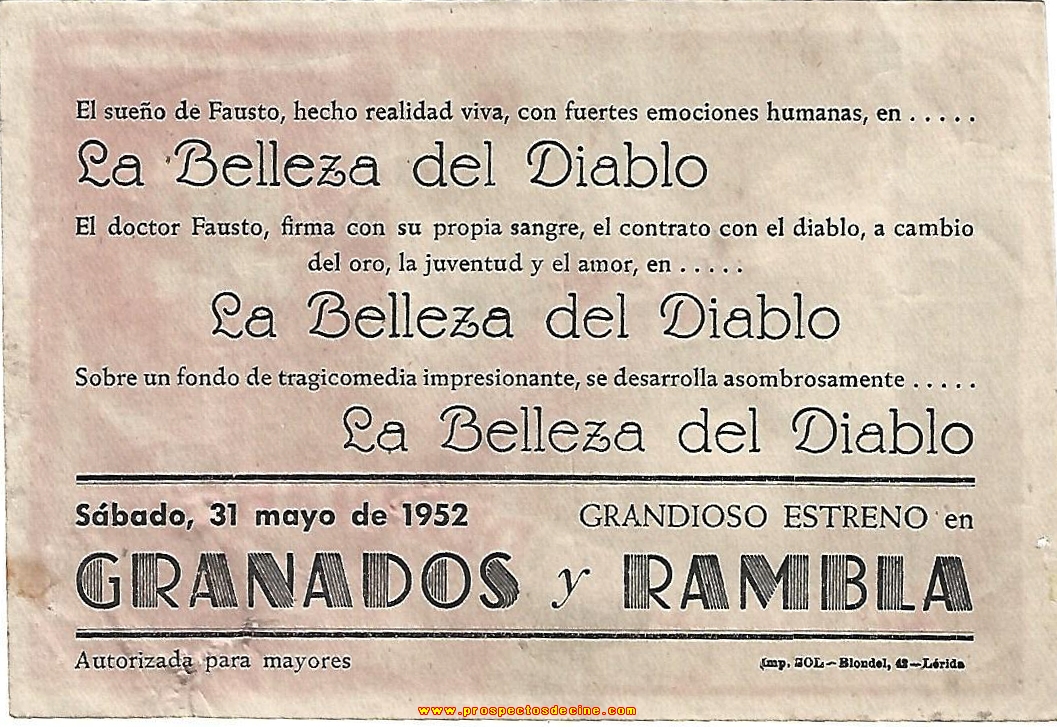 El sueño de Fausto, hecho realidad viva, con fuertes emociones humanas, en . . . . .
La Belleza del Diablo
El doctor Fausto, firma con su propia sangre, el contrato con el diablo, a cambio
del oro, la juventud y el amor, en . . . . .
La Belleza del Diablo
Sobre un fondo de tragicomedia impresionante, se desarrolla asombrosamente . . . . .
La Belleza del Diablo
Sábado, 31 mayo de 1952 GRANDIOSO ESTRENO en
GRANADOS y RAMBLA
Autorizada para mayores Imp. SOL—Blondel, 42—Lérida
www.prospectosdecine.com